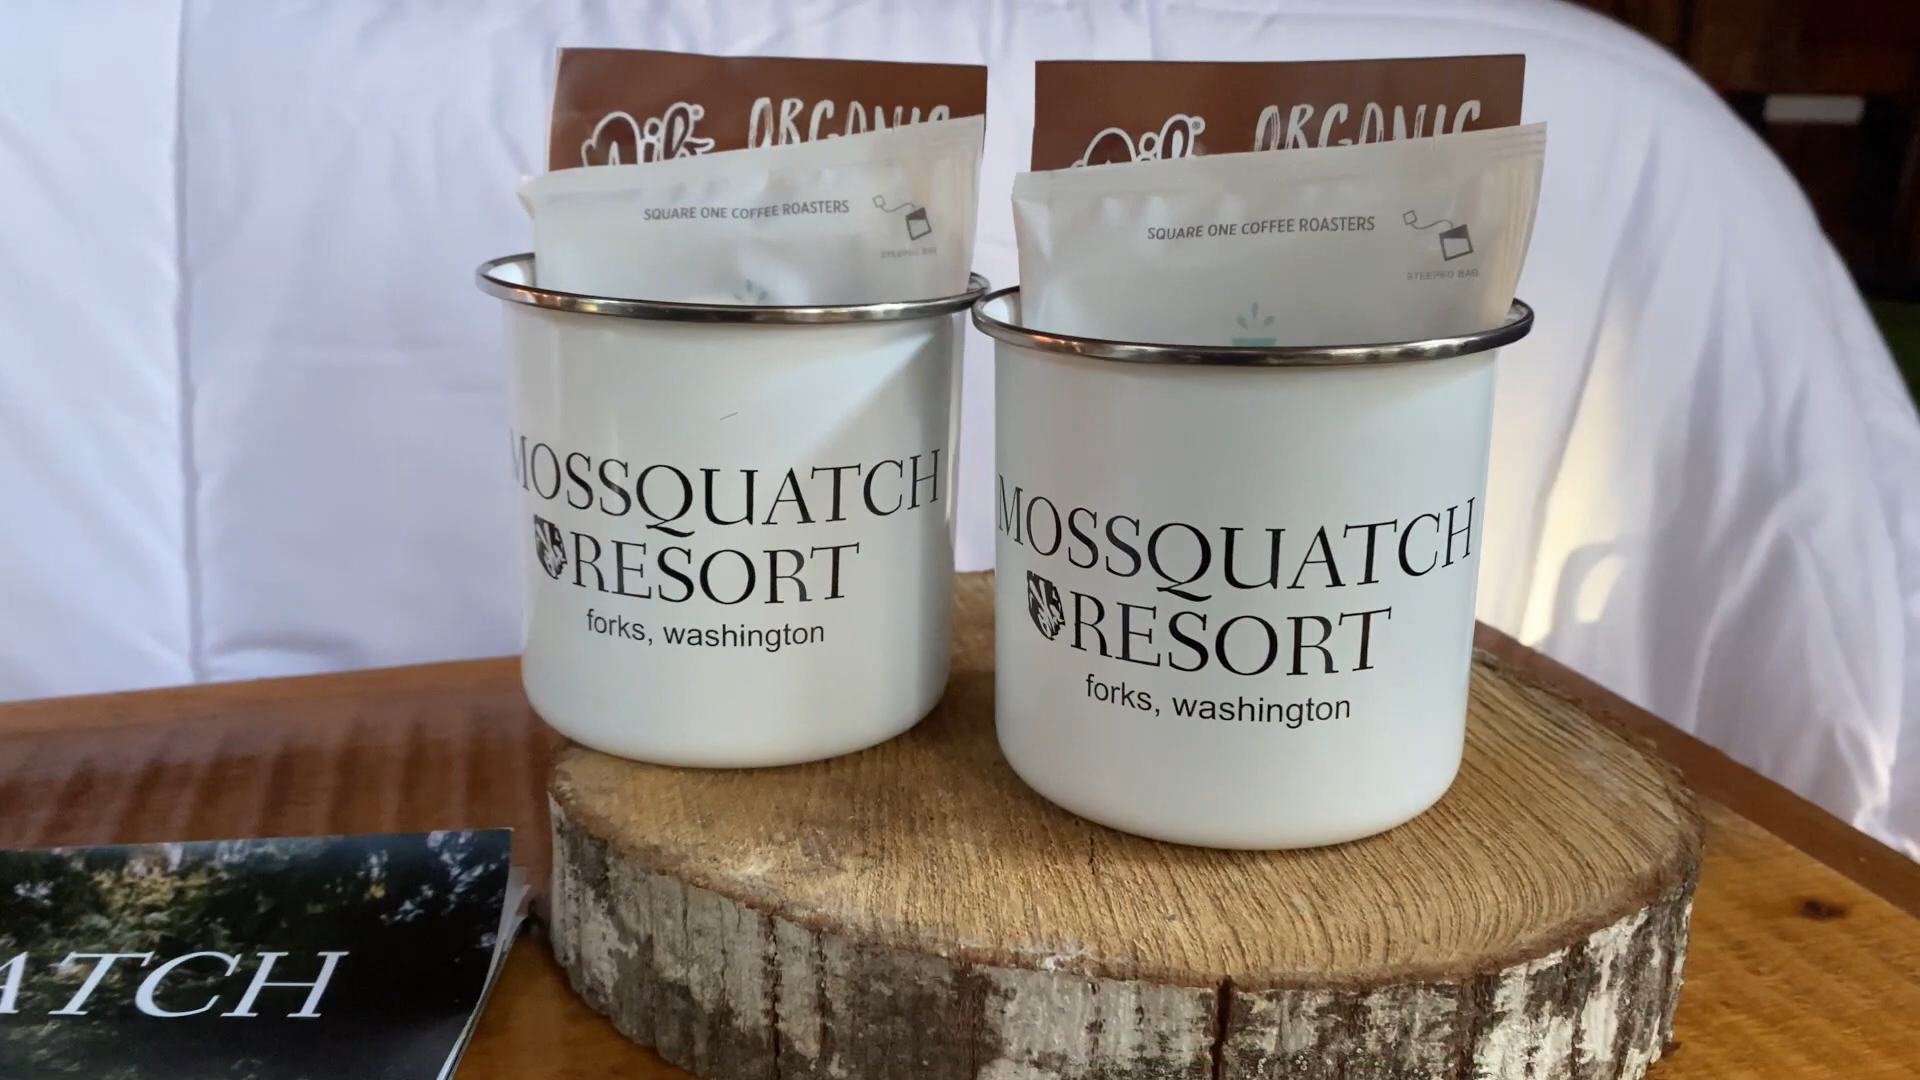 ORGANIC
SQUARE ONE COFFEE ROASTERS
STEEPED BAG
MOSSQUATCH
RESORT
forks, washington
ORGANIC
SQUARE ONE COFFEE ROASTERS
STEEPED BAG
MOSSQUATCH
RESORT
forks, washington
ATCH